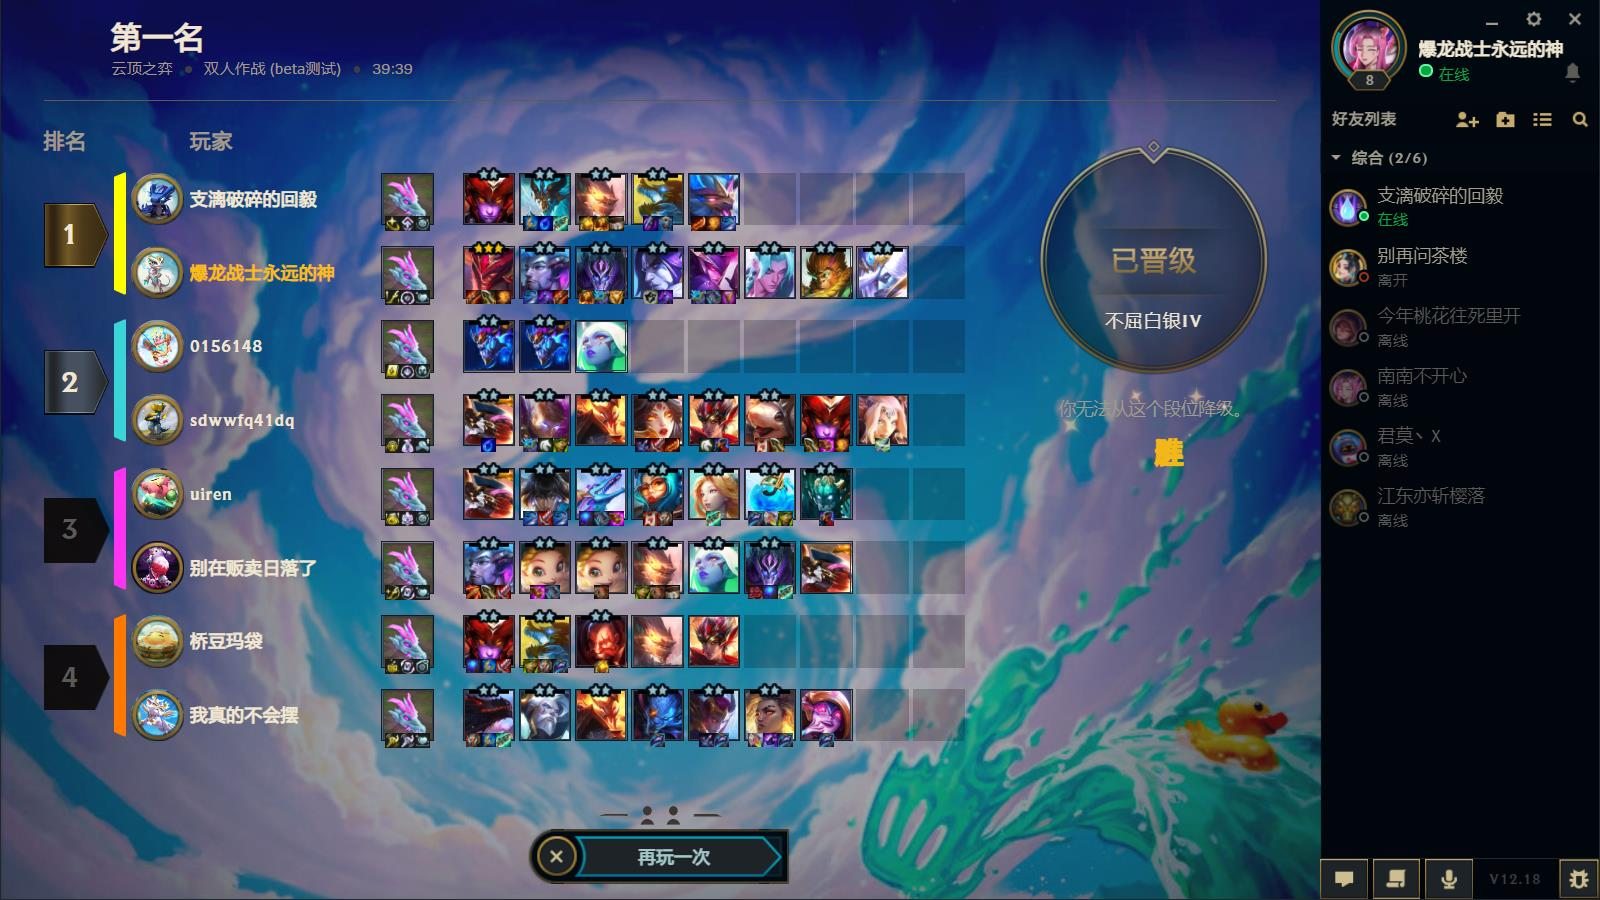 第一名
云顶之弈 • 双人作战 (beta测试) • 39:39
排名
玩家
1
支漓破碎的回毅
爆龙战士永远的神
2
0156148
sdwwfq41dq
3
uiren
别在贩卖日落了
4
桥豆玛袋
我真的不会摆
已晋级
不屈白银IV
你无法从这个段位降级。
再玩一次
爆龙战士永远的神
在线
8
好友列表
综合 (2/6)
支漓破碎的回毅
在线
别再问茶楼
离开
今年桃花往死里开
离线
南南不开心
离线
君莫丶X
离线
江东亦斩樱落
离线
V12.18